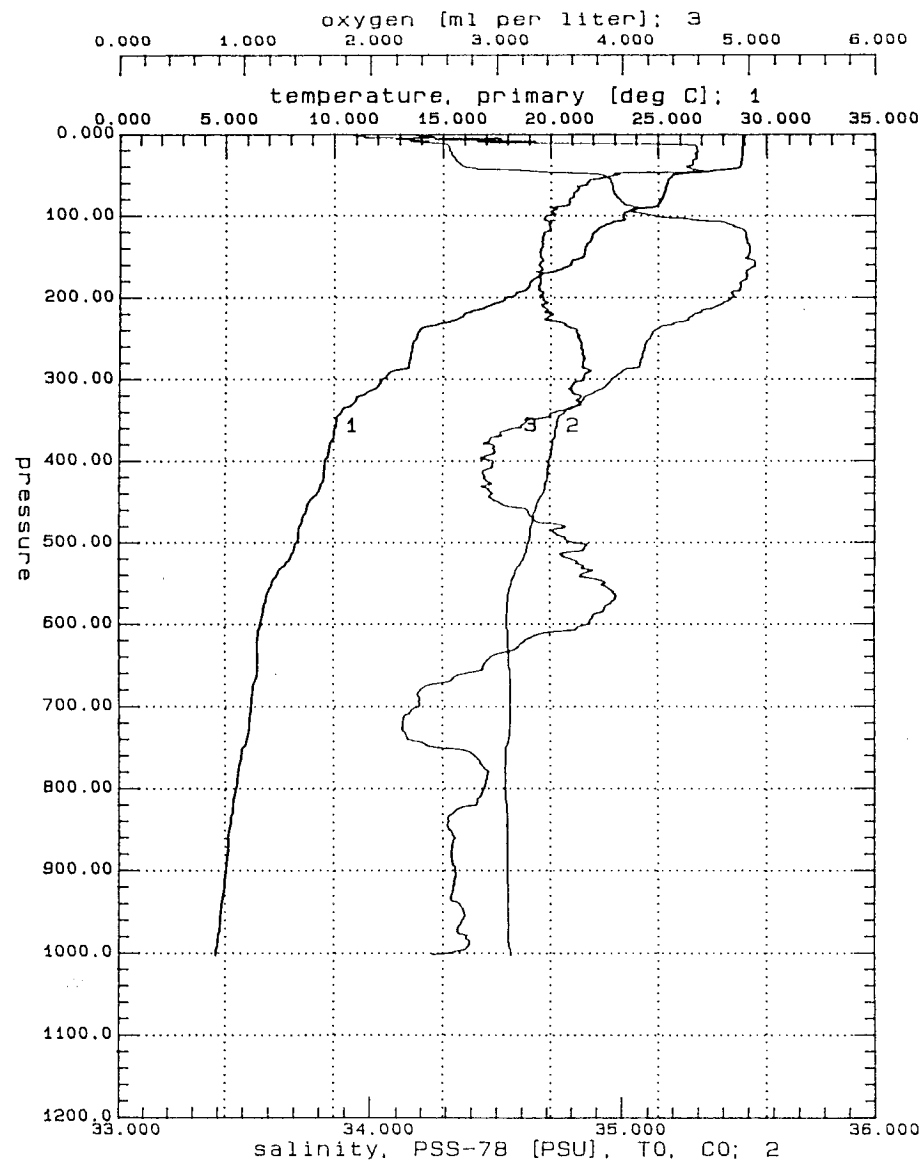 oxygen [ml per liter]; 3
0.000 1.000 2.000 3.000 4.000 5.000 6.000
temperature, primary [deg C]; 1
0.000 5.000 10.000 15.000 20.000 25.000 30.000 35.000
0.000
100.00
200.00
300.00
1 3 2
400.00
pressure
500.00
600.00
700.00
800.00
900.00
1000.0
1100.0
1200.0
33.000 34.000 35.000 36.000
salinity, PSS-78 [PSU], T0, C0; 2